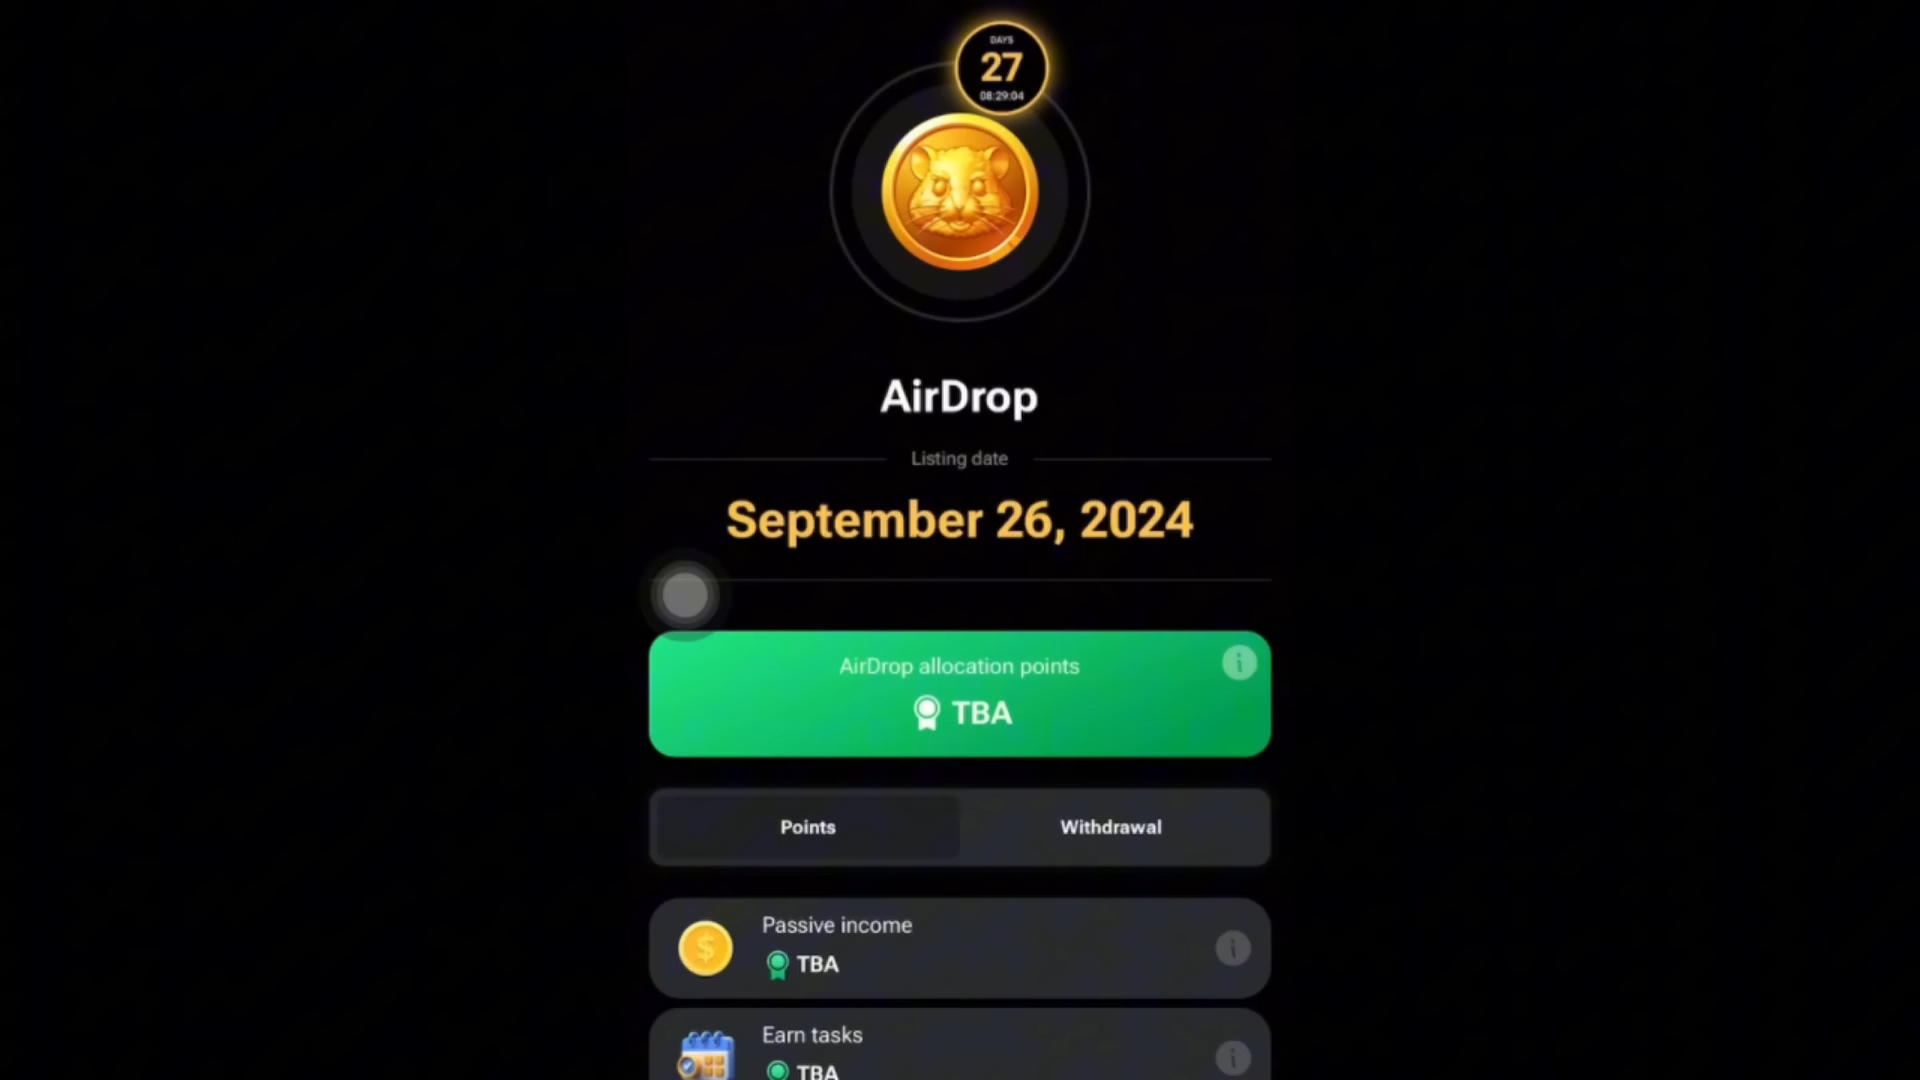 DAYS
27
08:29:04
AirDrop
Listing date
September 26, 2024
AirDrop allocation points
TBA
Points
Withdrawal
Passive income
TBA
Earn tasks
TBA